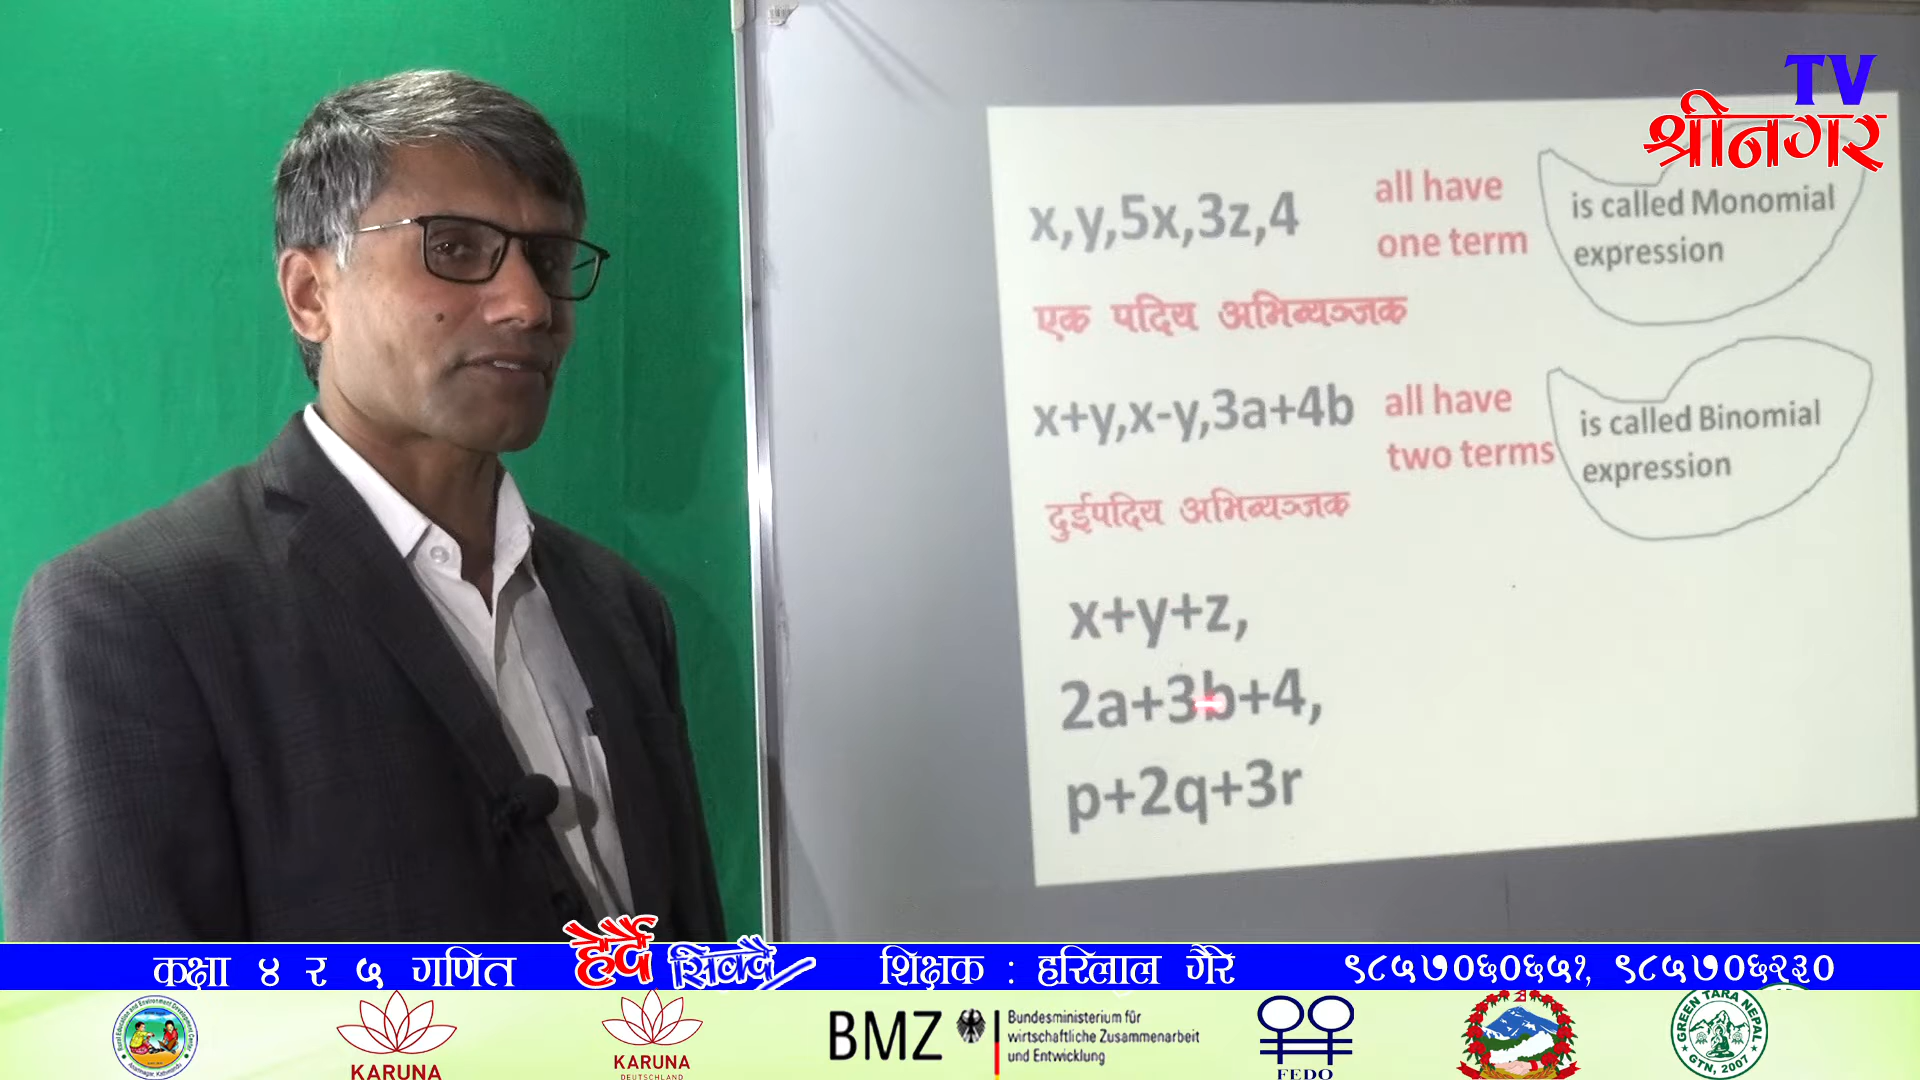 TV
श्रीनगर
x,y,5x,3z,4
all have
one term
is called Monomial
expression
एक पदिय अभिव्यञ्जक
x+y,x-y,3a+4b
all have
two terms
is called Binomial
expression
दुईपदिय अभिव्यञ्जक
x+y+z,
2a+3b+4,
p+2q+3r
कक्षा ४ र ५ गणित
हेर्दै सिक्दै
शिक्षक : हरिलाल गैरे
९८५७०६०६५१, ९८५७०६२१३०
KARUNA
KARUNA
DEUTSCHLAND
BMZ
Bundesministerium für
wirtschaftliche Zusammenarbeit
und Entwicklung
FEDO
GREEN TARA NEPAL
GTN, 2007